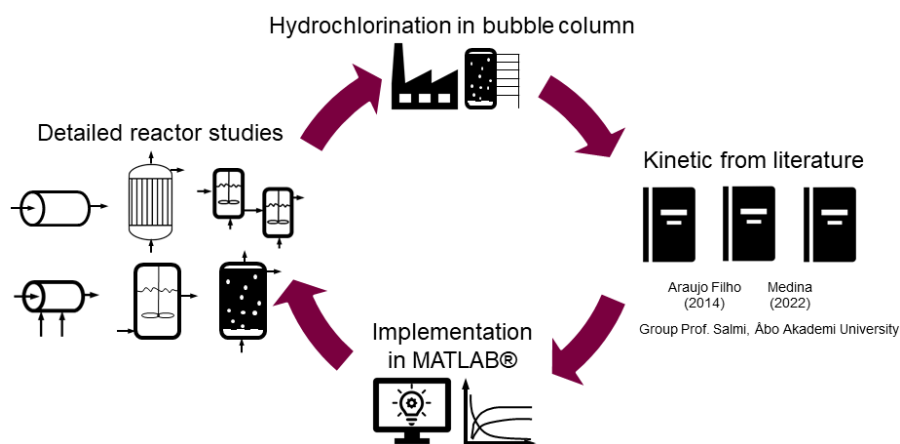 Hydrochlorination in bubble column
Detailed reactor studies
Kinetic from literature
Araujo Filho
(2014)
Medina
(2022)
Group Prof. Salmi, Åbo Akademi University
Implementation
in MATLAB®